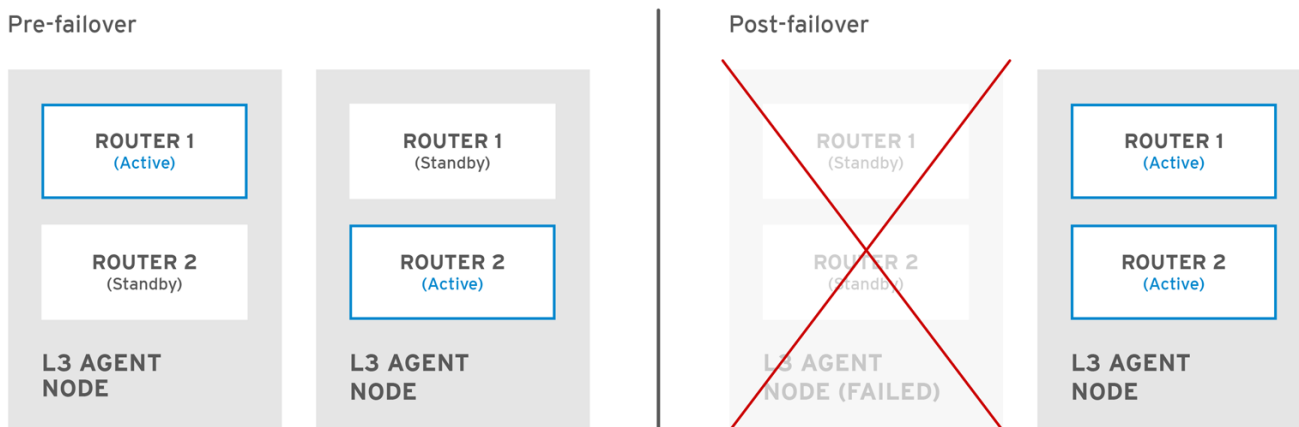 Pre-failover
ROUTER 1
(Active)
ROUTER 2
(Standby)
L3 AGENT
NODE
ROUTER 1
(Standby)
ROUTER 2
(Active)
L3 AGENT
NODE
Post-failover
ROUTER 1
(Standby)
ROUTER 2
(Standby)
L3 AGENT
NODE (FAILED)
ROUTER 1
(Active)
ROUTER 2
(Active)
L3 AGENT
NODE